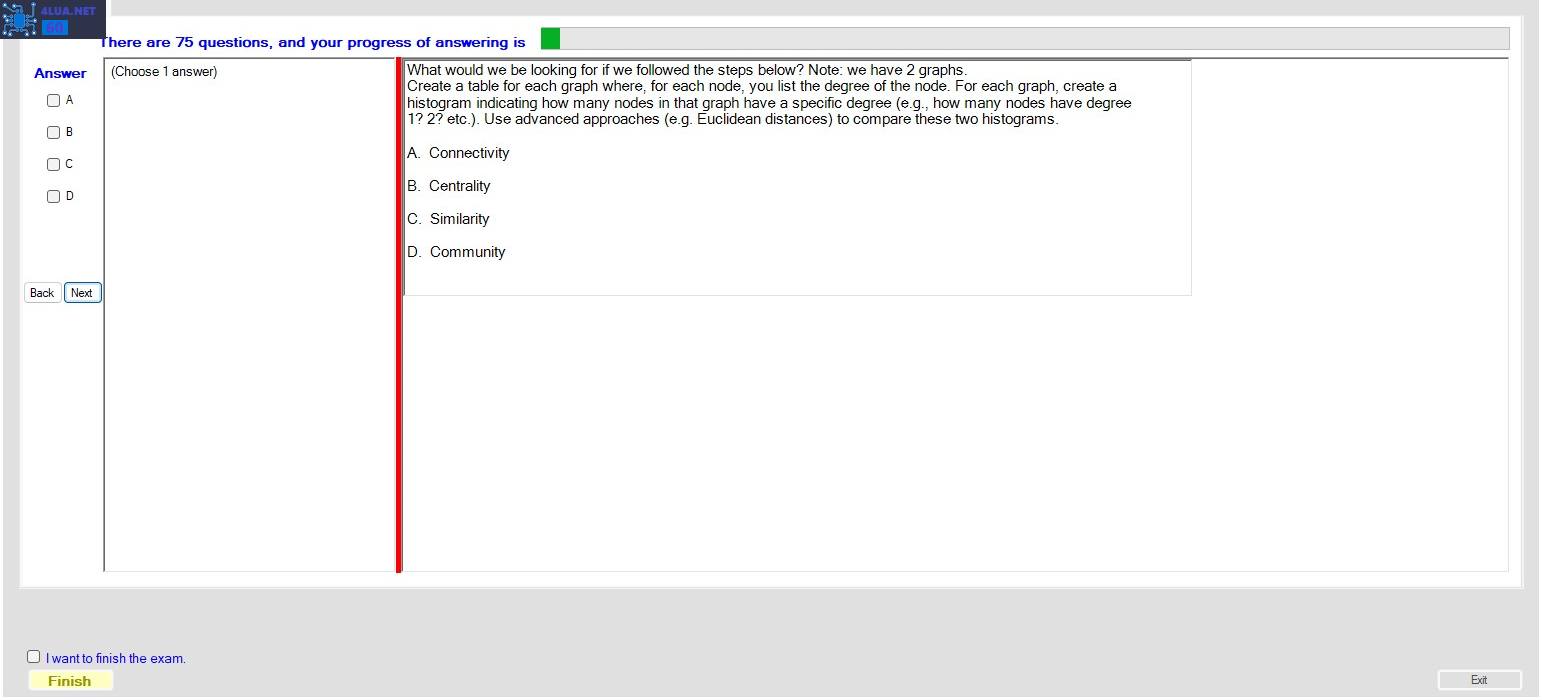 4LUA.NET
60
There are 75 questions, and your progress of answering is
Answer
(Choose 1 answer)
A
B
C
D
Back Next
What would we be looking for if we followed the steps below? Note: we have 2 graphs.
Create a table for each graph where, for each node, you list the degree of the node. For each graph, create a
histogram indicating how many nodes in that graph have a specific degree (e.g., how many nodes have degree
1? 2? etc.). Use advanced approaches (e.g. Euclidean distances) to compare these two histograms.
A. Connectivity
B. Centrality
C. Similarity
D. Community
I want to finish the exam.
Finish
Exit